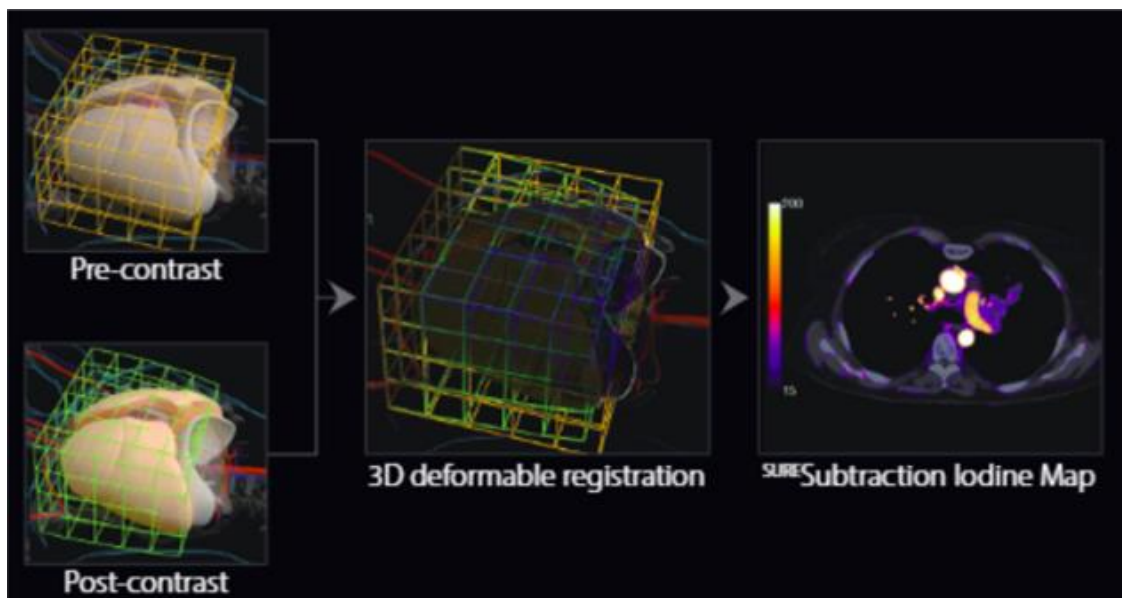 Pre-contrast
Post-contrast
3D deformable registration
200
15
SURESubtraction Iodine Map